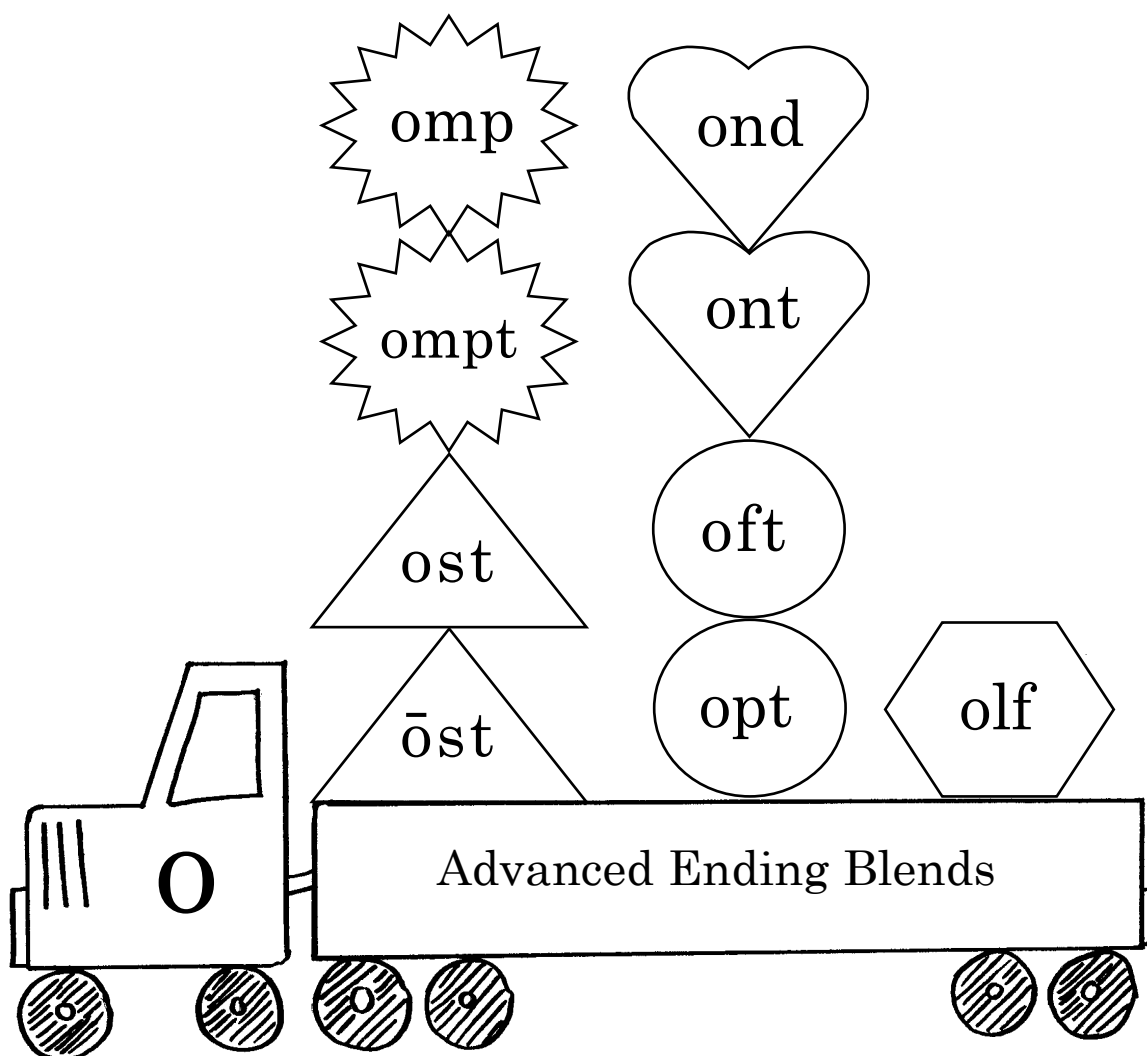 omp
ond
ompt
ont
ost
oft
ōst
opt
olf
O
Advanced Ending Blends